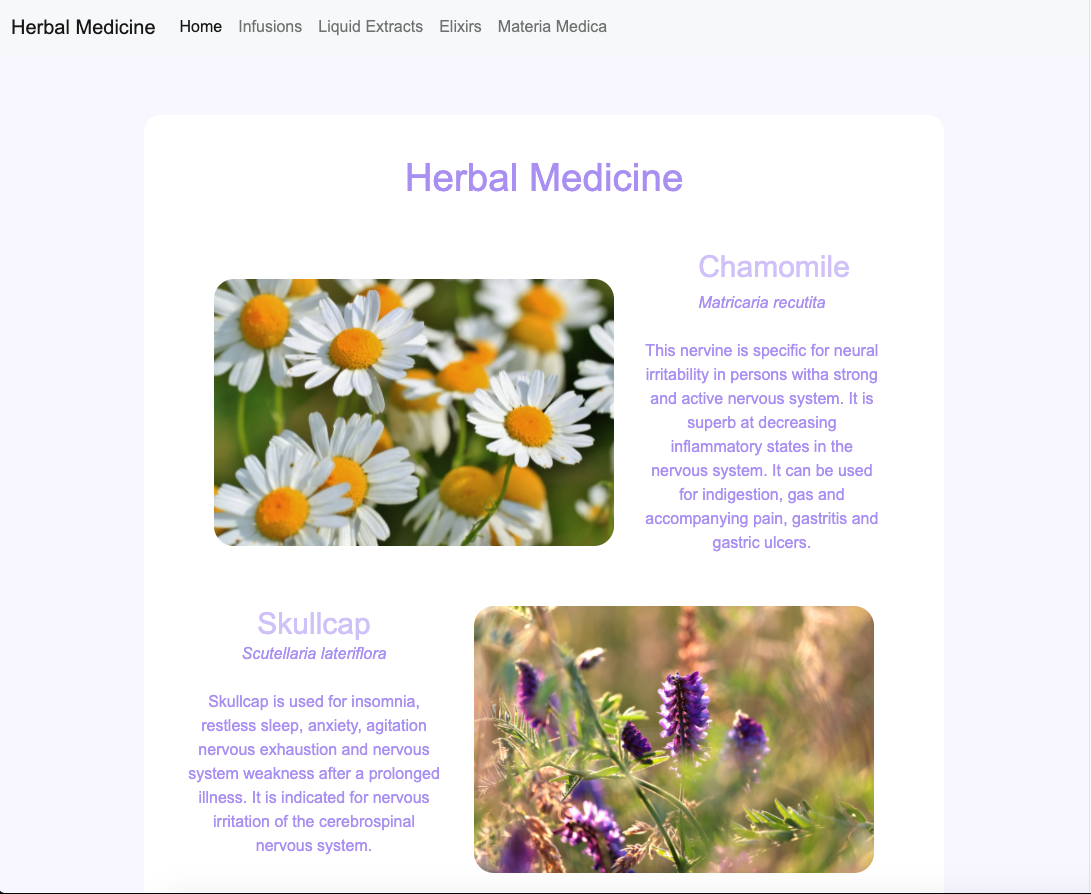 Herbal Medicine Home Infusions Liquid Extracts Elixirs Materia Medica
Herbal Medicine
Chamomile
Matricaria recutita
This nervine is specific for neural
irritability in persons witha strong
and active nervous system. It is
superb at decreasing
inflammatory states in the
nervous system. It can be used
for indigestion, gas and
accompanying pain, gastritis and
gastric ulcers.
Skullcap
Scutellaria lateriflora
Skullcap is used for insomnia,
restless sleep, anxiety, agitation
nervous exhaustion and nervous
system weakness after a prolonged
illness. It is indicated for nervous
irritation of the cerebrospinal
nervous system.